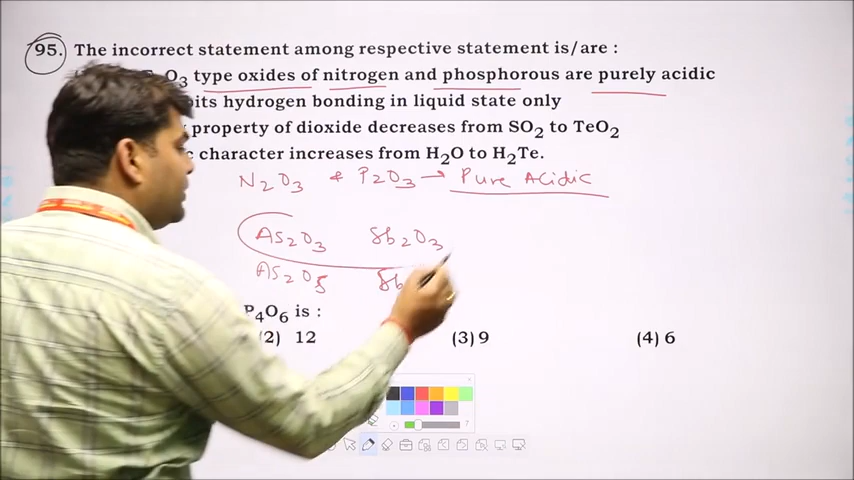 95. The incorrect statement among respective statement is/are :
O3 type oxides of nitrogen and phosphorous are purely acidic
hydrogen bonding in liquid state only
property of dioxide decreases from SO2 to TeO2
character increases from H2O to H2Te.
N2O3 & P2O3 → Pure Acidic
As2O3 Sb2O3
As2O5 Sb
P4O6 is :
(2) 12 (3) 9 (4) 6
7